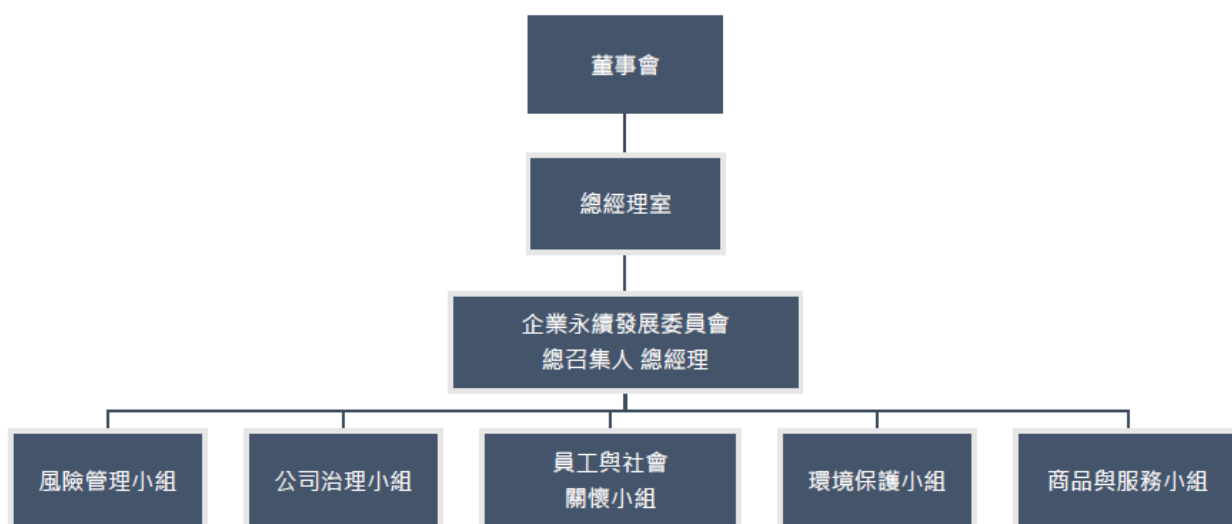 董事會
總經理室
企業永續發展委員會
總召集人 總經理
風險管理小組
公司治理小組
員工與社會
關懷小組
環境保護小組
商品與服務小組